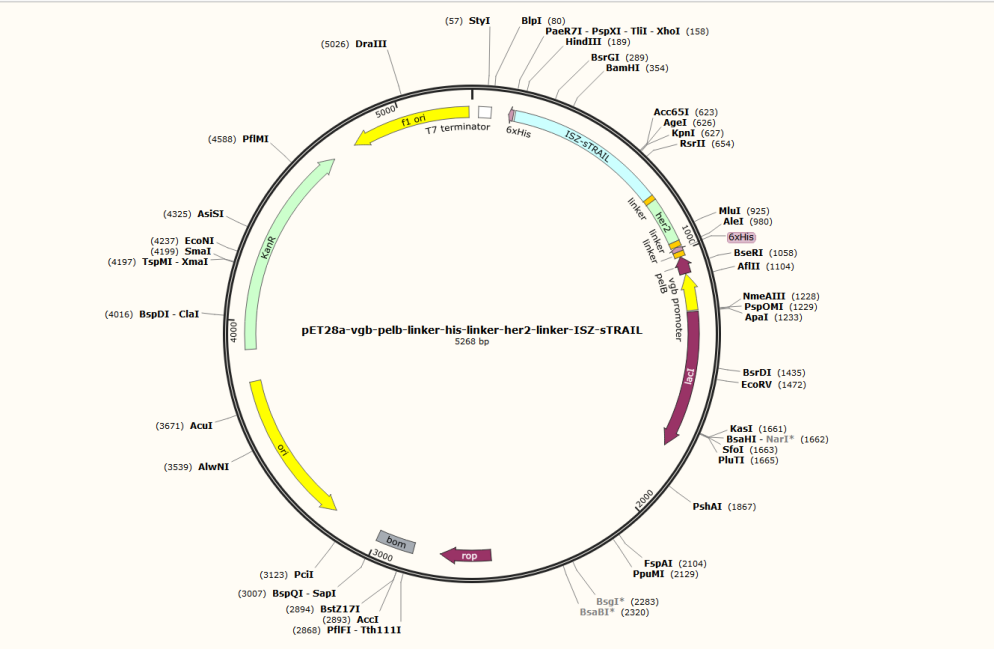 (57) StyI
BlpI (80)
PaeR7I - PspXI - TliI - XhoI (158)
HindIII (189)
BsrGI (289)
BamHI (354)
Acc65I (623)
AgeI (626)
KpnI (627)
RsrII (654)
MluI (925)
AleI (980)
6xHis
BseRI (1058)
AflII (1104)
NmeAIII (1228)
PspOMI (1229)
ApaI (1233)
BsrDI (1435)
EcoRV (1472)
KasI (1661)
BsaHI - NarI* (1662)
SfoI (1663)
PluTI (1665)
PshAI (1867)
FspAI (2104)
PpuMI (2129)
BsgI* (2283)
BsaBI* (2320)
(2868) PflFI - Tth111I
(2893) AccI
(2894) BstZ17I
(3007) BspQI - SapI
(3123) PciI
(3539) AlwNI
(3671) AcuI
(4016) BspDI - ClaI
(4197) TspMI - XmaI
(4199) SmaI
(4237) EcoNI
(4325) AsiSI
(4588) PflMI
(5026) DraIII
5000
f1 ori
T7 terminator
6xHis
ISZ-sTRAIL
linker
her2
1000
linker
linker
pelB
vgb promoter
lacI
2000
rop
bom
3000
ori
4000
KanR
pET28a-vgb-pelb-linker-his-linker-her2-linker-ISZ-sTRAIL
5268 bp